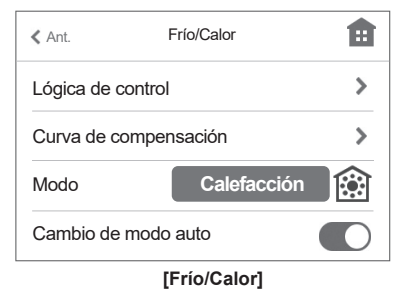 Ant. Frío/Calor
Lógica de control
Curva de compensación
Modo Calefacción
Cambio de modo auto
[Frío/Calor]